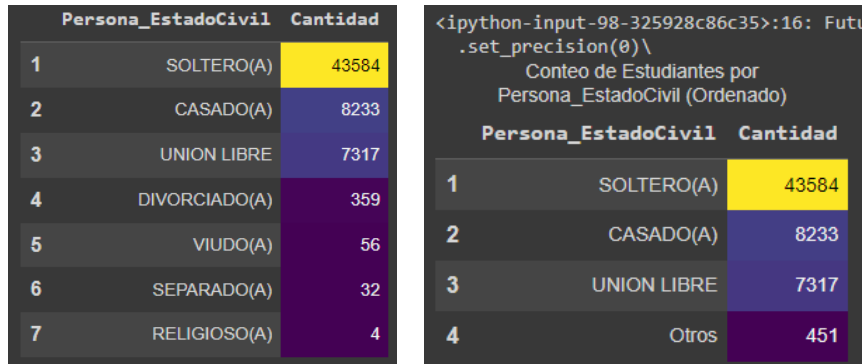 Persona_EstadoCivil Cantidad
1 SOLTERO(A) 43584
2 CASADO(A) 8233
3 UNION LIBRE 7317
4 DIVORCIADO(A) 359
5 VIUDO(A) 56
6 SEPARADO(A) 32
7 RELIGIOSO(A) 4
<ipython-input-98-325928c86c35>:16: Futu
.set_precision(0)\
Conteo de Estudiantes por
Persona_EstadoCivil (Ordenado)
Persona_EstadoCivil Cantidad
1 SOLTERO(A) 43584
2 CASADO(A) 8233
3 UNION LIBRE 7317
4 Otros 451